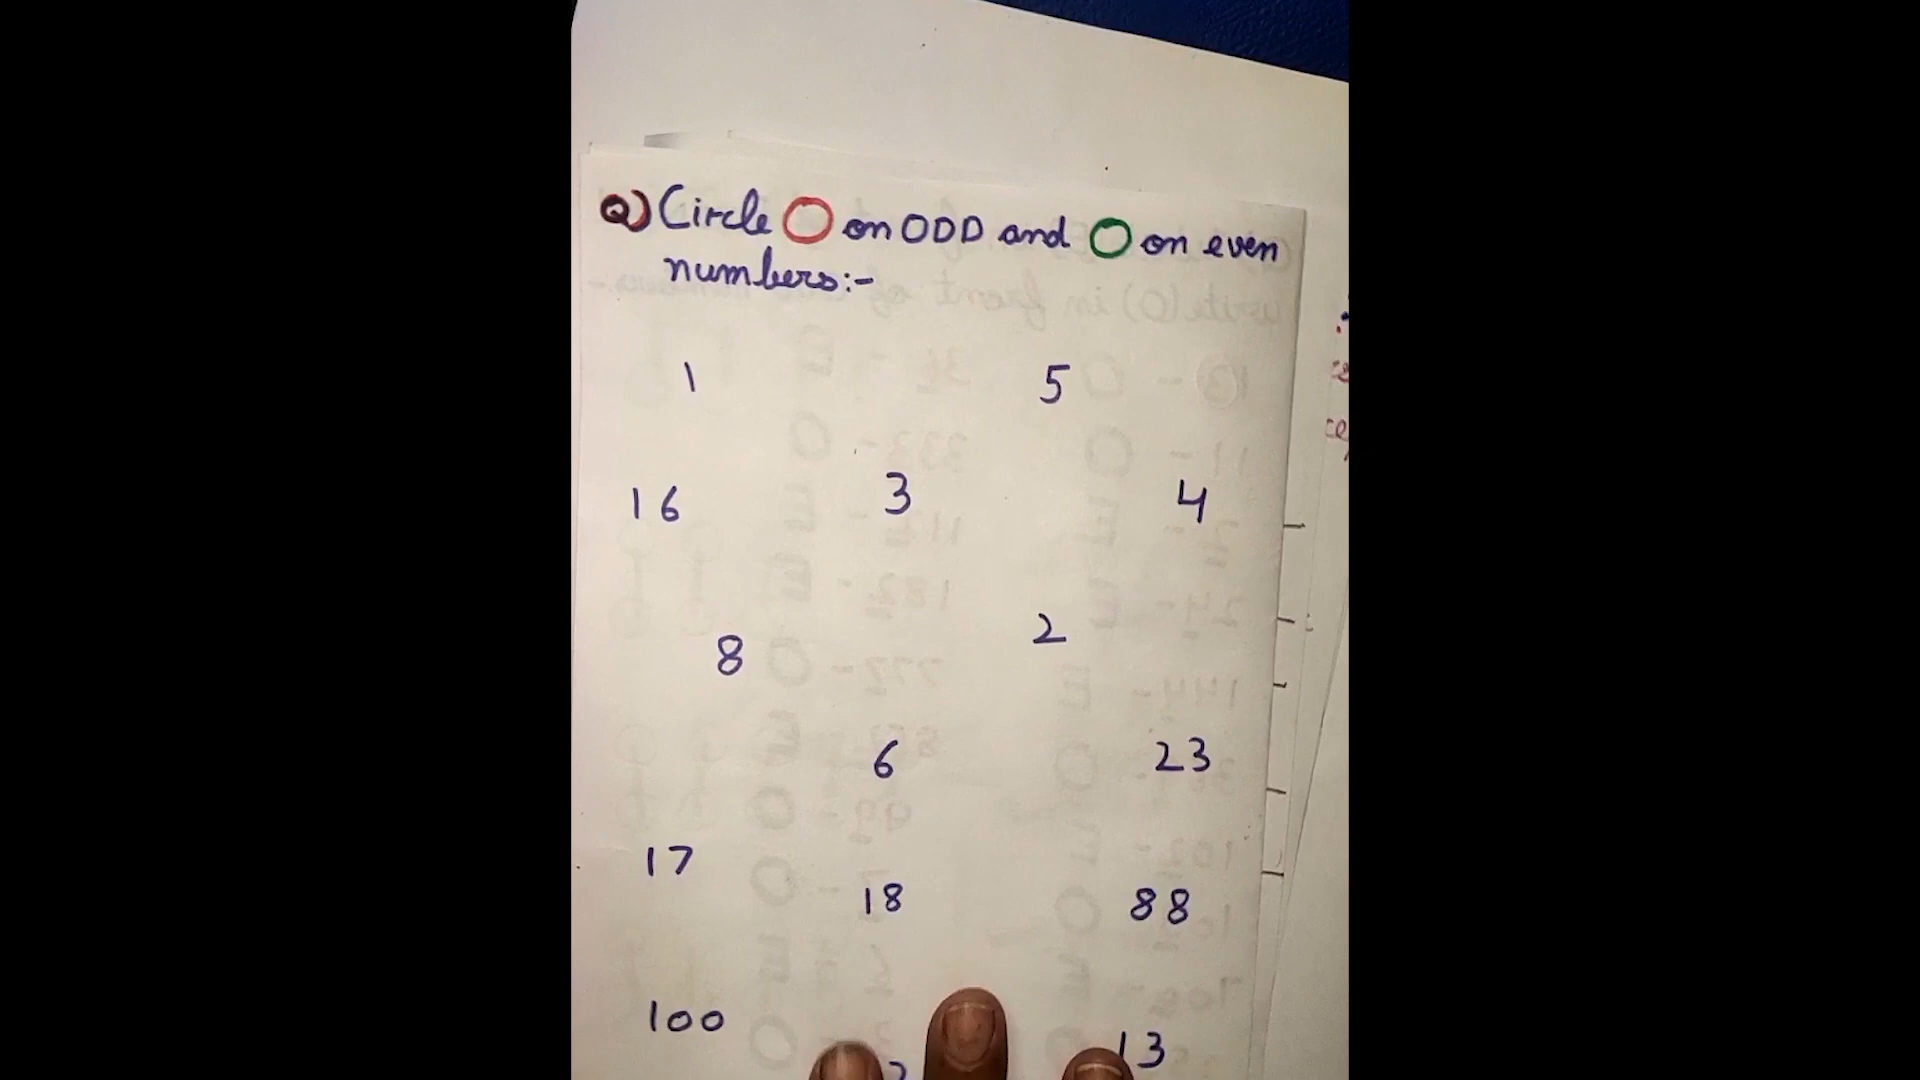 Q) Circle O on ODD and O on even
numbers:-
1 5
16 3 4
8 2
6 23
17 18 88
100 13